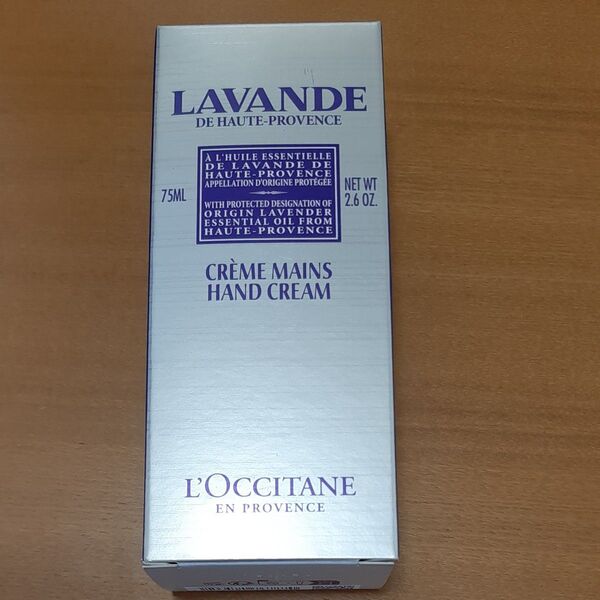 LAVANDE
DE HAUTE-PROVENCE
À L'HUILE ESSENTIELLE
DE LAVANDE DE
HAUTE-PROVENCE
APPELLATION D'ORIGINE PROTÉGÉE
WITH PROTECTED DESIGNATION OF
ORIGIN LAVENDER
ESSENTIAL OIL FROM
HAUTE-PROVENCE
75ML
NET WT
2.6 OZ.
CRÈME MAINS
HAND CREAM
L'OCCITANE
EN PROVENCE